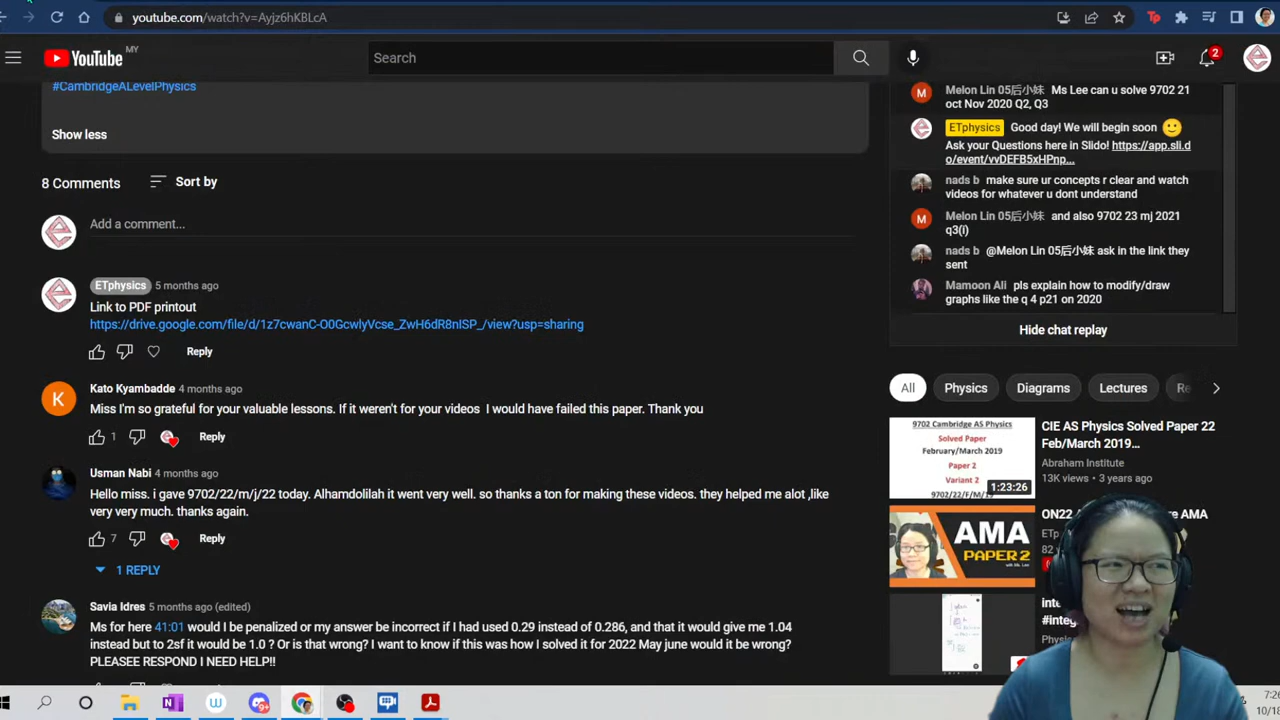 youtube.com/watch?v=Ayjz6hKBLcA
YouTube MY
Search
2
#CambridgeALevelPhysics
Show less
8 Comments
Sort by
Add a comment...
ETphysics 5 months ago
Link to PDF printout
https://drive.google.com/file/d/1z7cwanC-O0GcwlyVcse_ZwH6dR8nISP_/view?usp=sharing
Reply
Kato Kyambadde 4 months ago
Miss I'm so grateful for your valuable lessons. If it weren't for your videos I would have failed this paper. Thank you
1
Reply
Usman Nabi 4 months ago
Hello miss. i gave 9702/22/m/j/22 today. Alhamdolilah it went very well. so thanks a ton for making these videos. they helped me alot ,like
very very much. thanks again.
7
Reply
1 REPLY
Savia Idres 5 months ago (edited)
Ms for here 41:01 would I be penalized or my answer be incorrect if I had used 0.29 instead of 0.286, and that it would give me 1.04
instead but to 2sf it would be 1.0 ? Or is that wrong? I want to know if this was how I solved it for 2022 May june would it be wrong?
PLEASEE RESPOND I NEED HELP!!
Melon Lin 05后小妹 Ms Lee can u solve 9702 21
oct Nov 2020 Q2, Q3
ETphysics Good day! We will begin soon
Ask your Questions here in Slido! https://app.sli.d
o/event/vvDEFB5xHPnp...
nads b make sure ur concepts r clear and watch
videos for whatever u dont understand
Melon Lin 05后小妹 and also 9702 23 mj 2021
q3(i)
nads b @Melon Lin 05后小妹 ask in the link they
sent
Mamoon Ali pls explain how to modify/draw
graphs like the q 4 p21 on 2020
Hide chat replay
All
Physics
Diagrams
Lectures
Re
9702 Cambridge AS Physics
Solved Paper
February/March 2019
Paper 2
Variant 2
9702/22/F/M/19
1:23:26
CIE AS Physics Solved Paper 22
Feb/March 2019...
Abraham Institute
13K views • 3 years ago
AMA
PAPER 2
with Ms. Lee
ON22
AMA
82
7:26
10/18